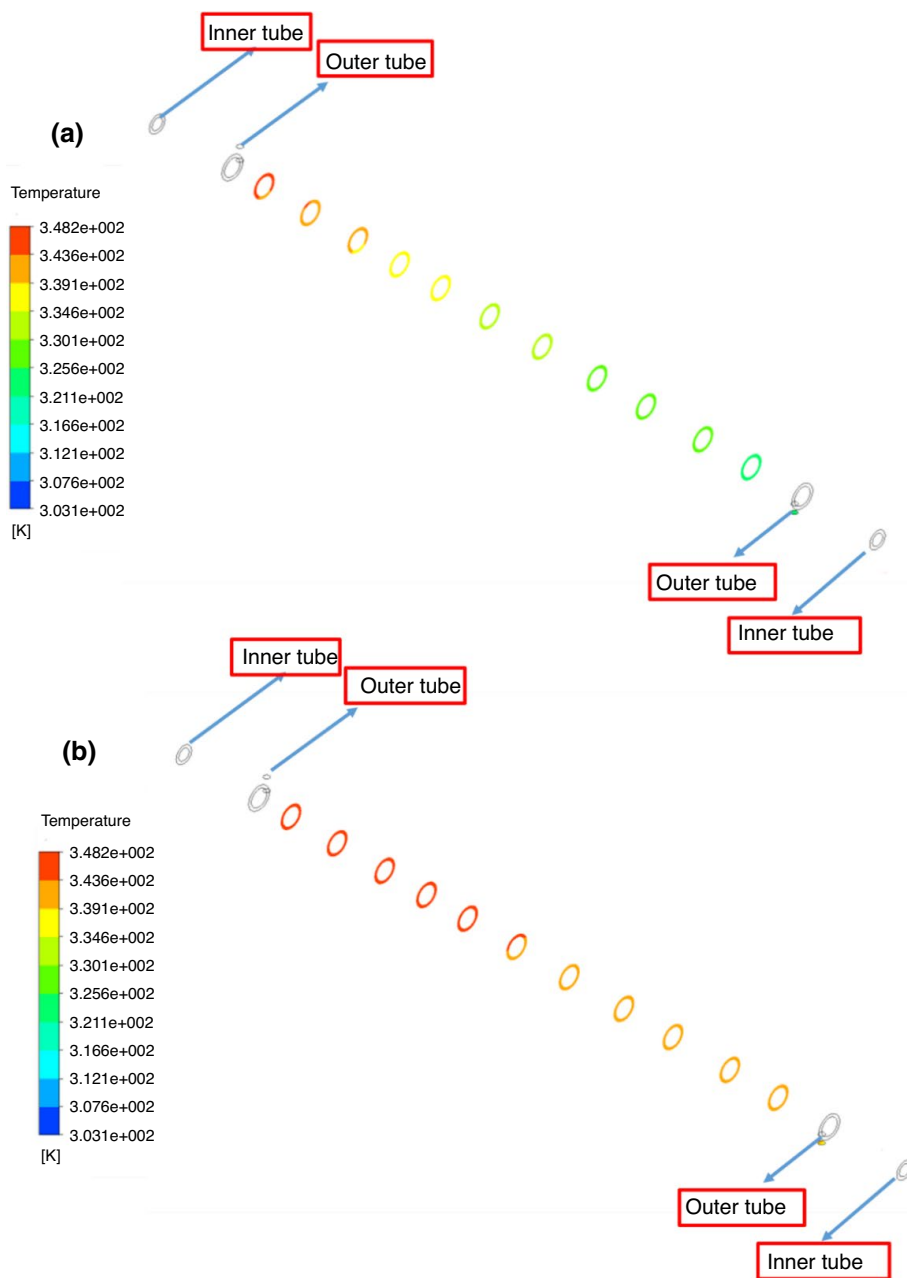 Inner tube
Outer tube
(a)
Temperature
3.482e+002
3.436e+002
3.391e+002
3.346e+002
3.301e+002
3.256e+002
3.211e+002
3.166e+002
3.121e+002
3.076e+002
3.031e+002
[K]
Outer tube
Inner tube
Inner tube
Outer tube
(b)
Temperature
3.482e+002
3.436e+002
3.391e+002
3.346e+002
3.301e+002
3.256e+002
3.211e+002
3.166e+002
3.121e+002
3.076e+002
3.031e+002
[K]
Outer tube
Inner tube